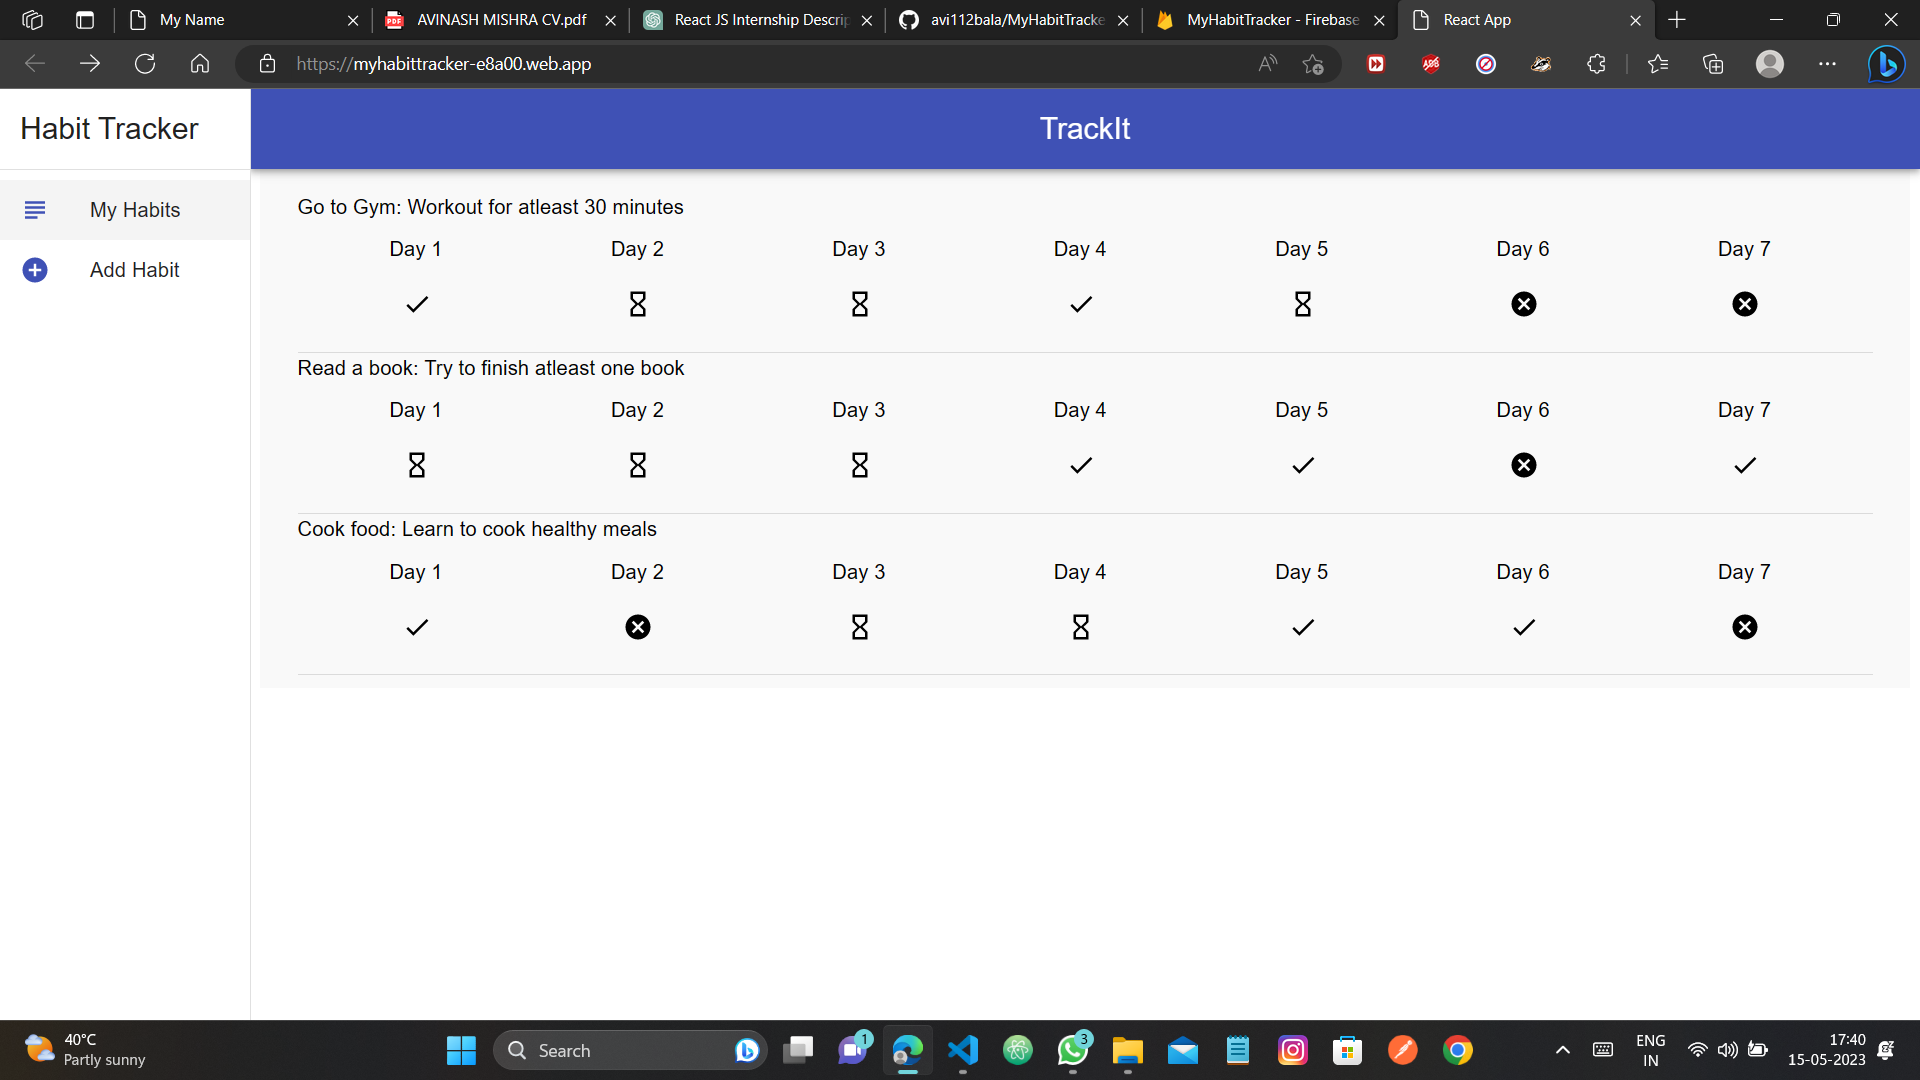 My Name
AVINASH MISHRA CV.pdf
React JS Internship Descrip
avi112bala/MyHabitTracke
MyHabitTracker - Firebase
React App
https://myhabittracker-e8a00.web.app
Habit Tracker
TrackIt
My Habits
Add Habit
Go to Gym: Workout for atleast 30 minutes
Day 1 Day 2 Day 3 Day 4 Day 5 Day 6 Day 7
Read a book: Try to finish atleast one book
Day 1 Day 2 Day 3 Day 4 Day 5 Day 6 Day 7
Cook food: Learn to cook healthy meals
Day 1 Day 2 Day 3 Day 4 Day 5 Day 6 Day 7
40°C
Partly sunny
Search
1
3
ENG
IN
17:40
15-05-2023